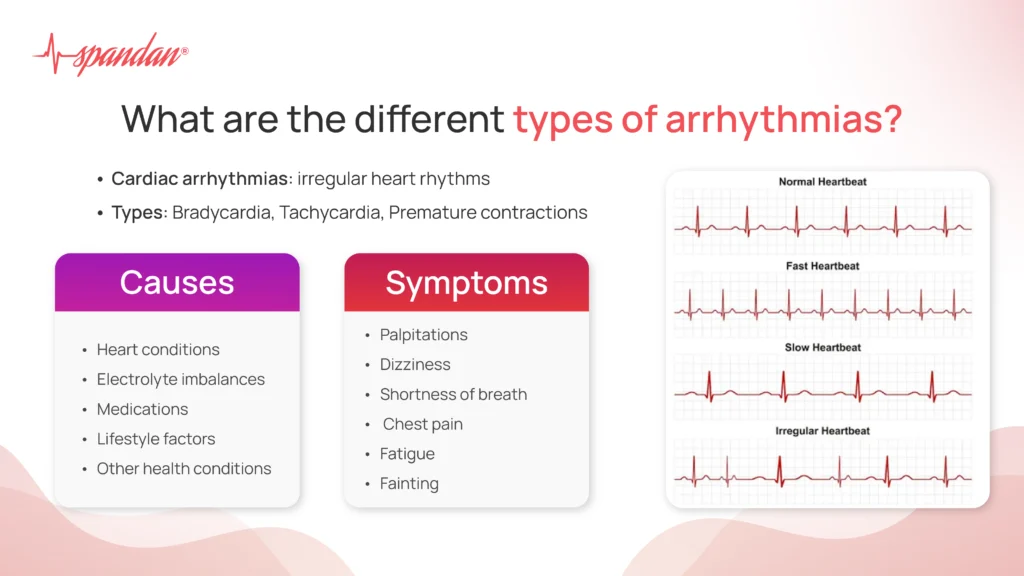 spandan®
What are the different types of arrhythmias?
• Cardiac arrhythmias: irregular heart rhythms
• Types: Bradycardia, Tachycardia, Premature contractions
Causes
• Heart conditions
• Electrolyte imbalances
• Medications
• Lifestyle factors
• Other health conditions
Symptoms
• Palpitations
• Dizziness
• Shortness of breath
• Chest pain
• Fatigue
• Fainting
Normal Heartbeat
Fast Heartbeat
Slow Heartbeat
Irregular Heartbeat